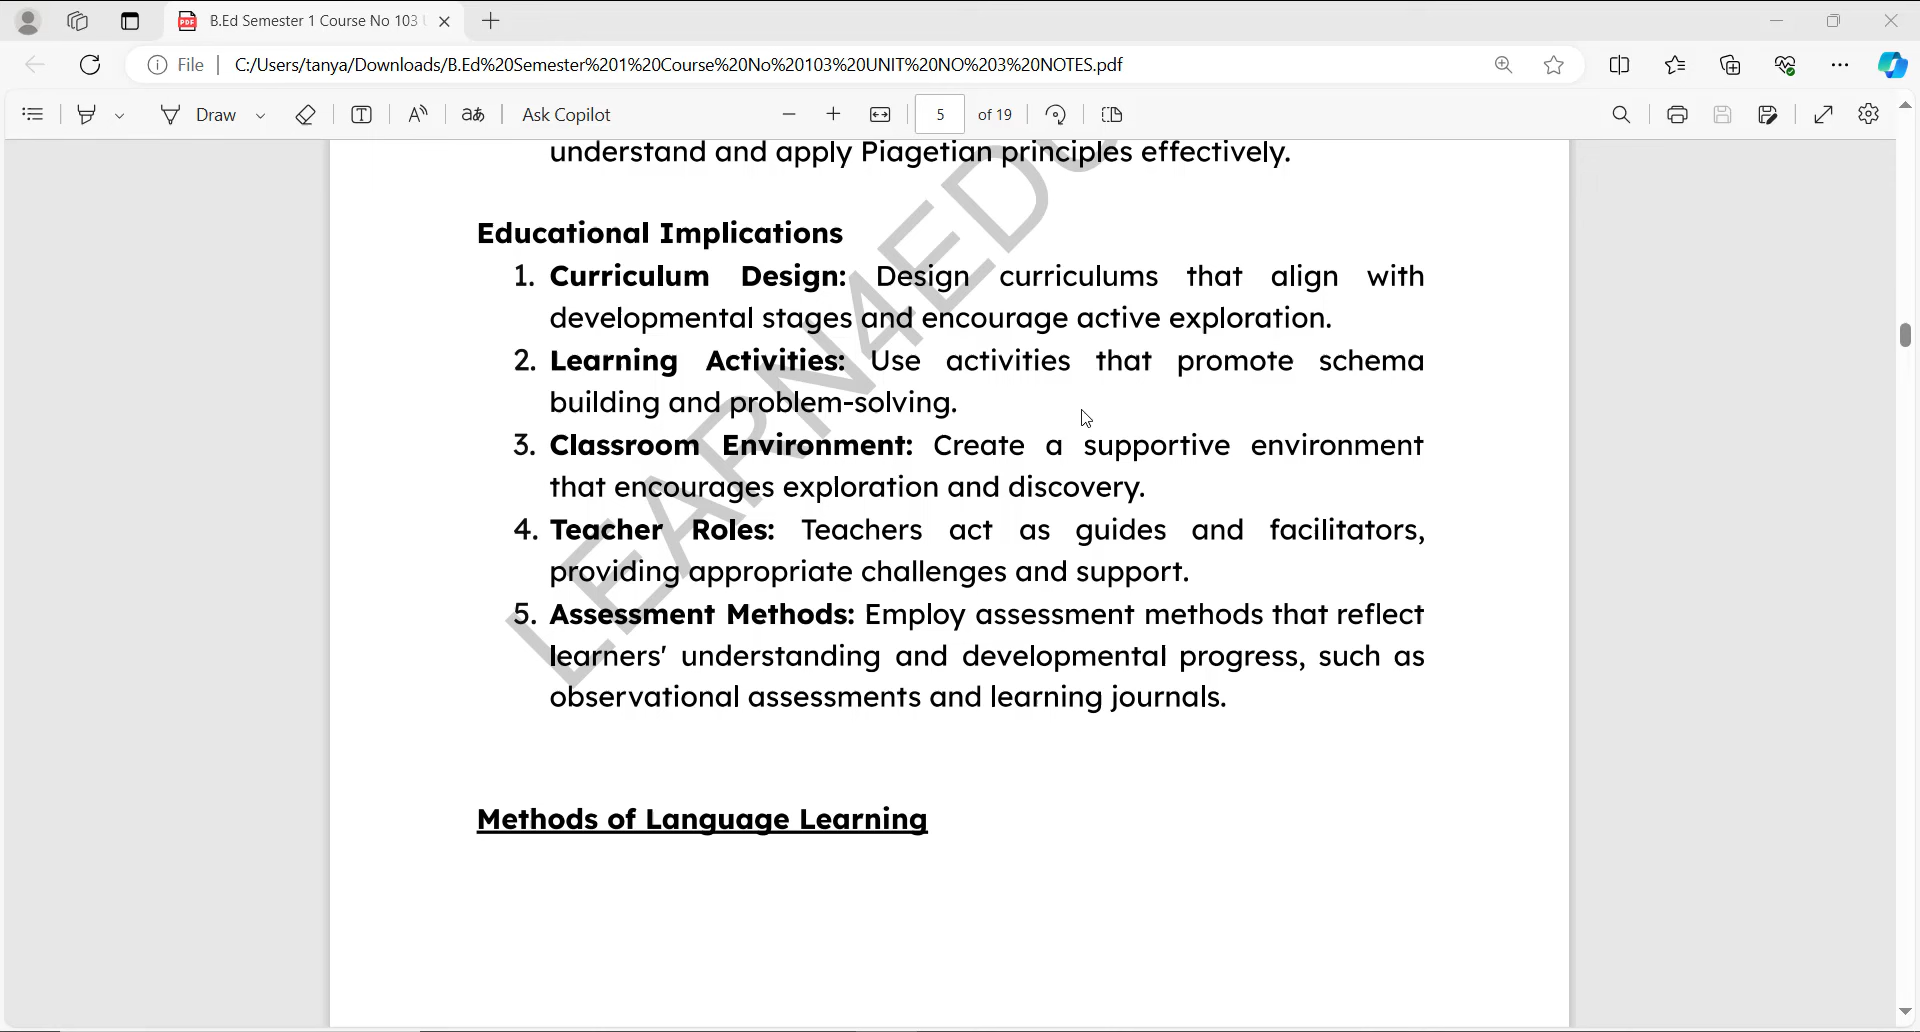 B.Ed Semester 1 Course No 103
File
C:/Users/tanya/Downloads/B.Ed%20Semester%201%20Course%20No%20103%20UNIT%20NO%203%20NOTES.pdf
Draw
aあ
Ask Copilot
5
of 19
understand and apply Piagetian principles effectively.
Educational Implications
1. Curriculum Design: Design curriculums that align with
developmental stages and encourage active exploration.
2. Learning Activities: Use activities that promote schema
building and problem-solving.
3. Classroom Environment: Create a supportive environment
that encourages exploration and discovery.
4. Teacher Roles: Teachers act as guides and facilitators,
providing appropriate challenges and support.
5. Assessment Methods: Employ assessment methods that reflect
learners' understanding and developmental progress, such as
observational assessments and learning journals.
Methods of Language Learning
LEARN4EDU